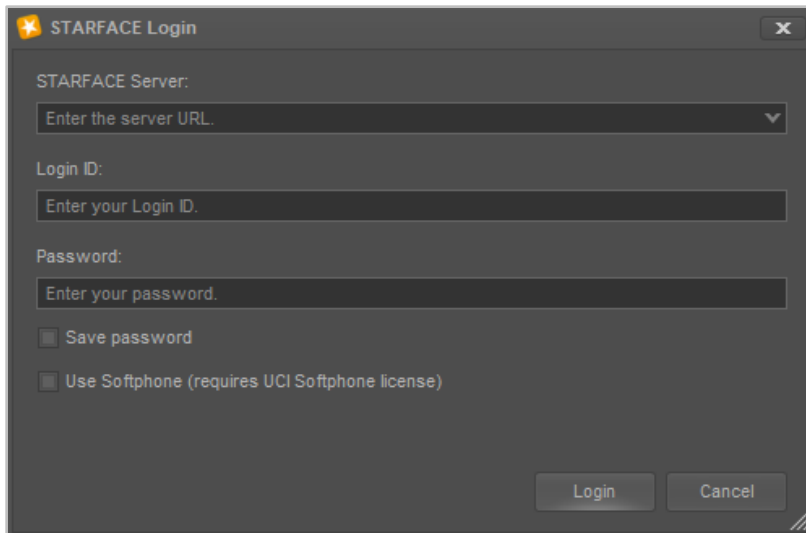 STARFACE Login
STARFACE Server:
Enter the server URL.
Login ID:
Enter your Login ID.
Password:
Enter your password.
Save password
Use Softphone (requires UCI Softphone license)
Login Cancel